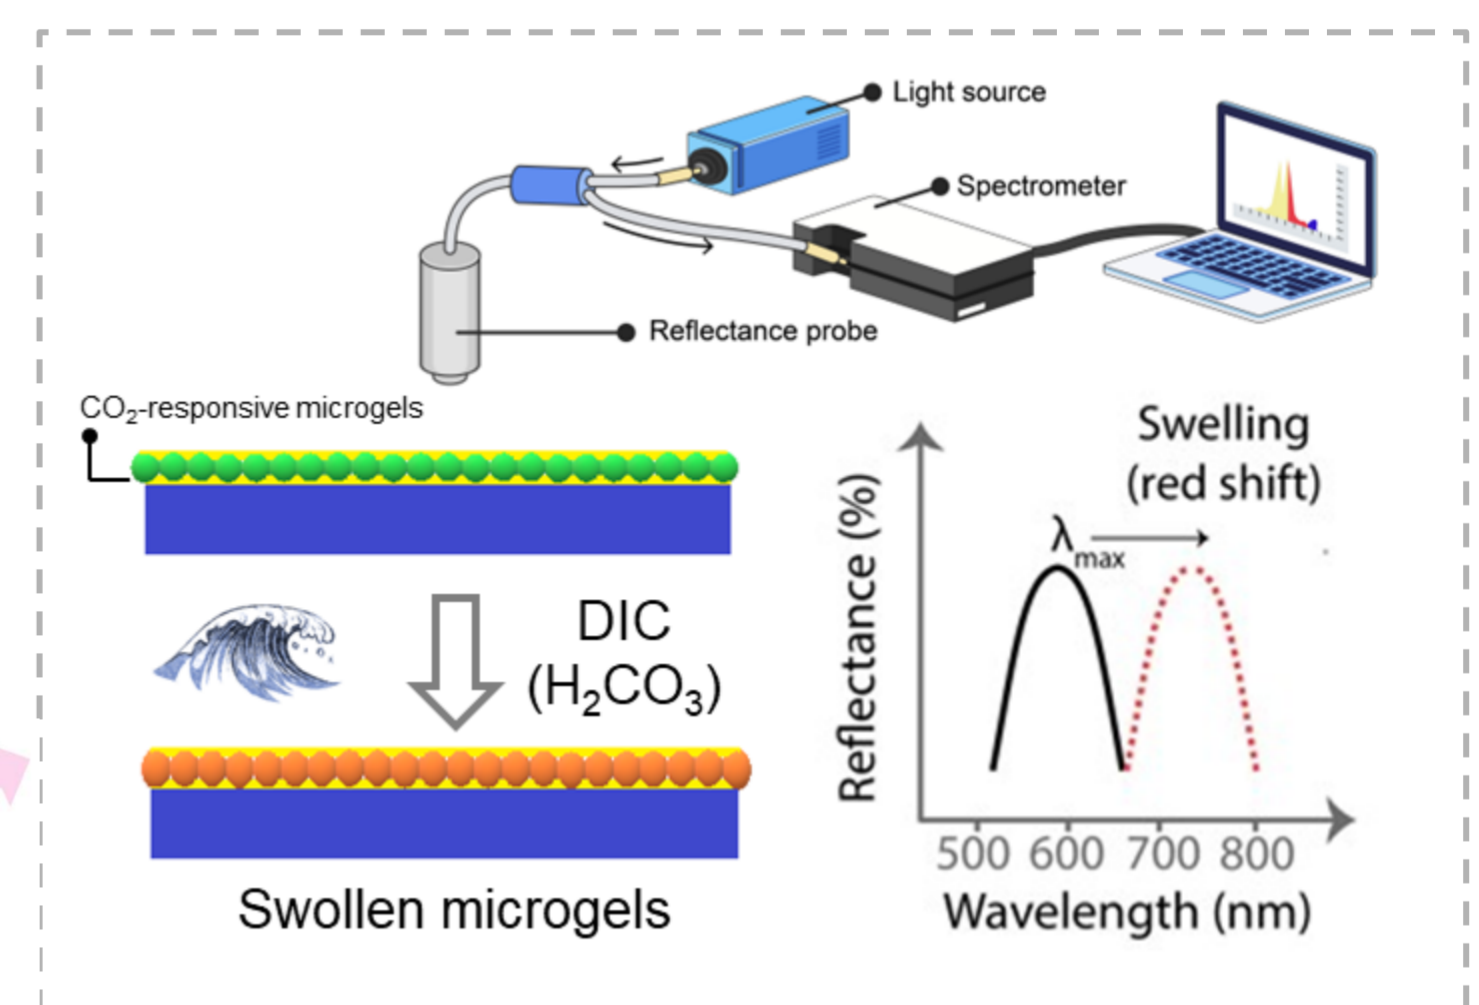 Light source
Spectrometer
Reflectance probe
CO₂-responsive microgels
DIC
(H₂CO₃)
Swollen microgels
Swelling
(red shift)
λmax
Reflectance (%)
500 600 700 800
Wavelength (nm)